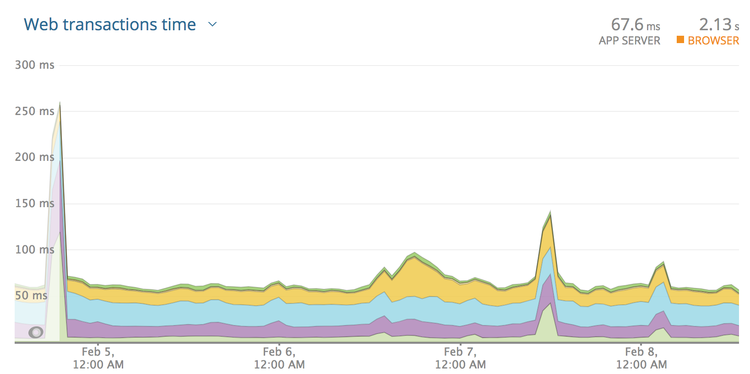 Web transactions time
67.6 ms
APP SERVER
2.13 s
BROWSER
300 ms
250 ms
200 ms
150 ms
100 ms
50 ms
Feb 5,
12:00 AM
Feb 6,
12:00 AM
Feb 7,
12:00 AM
Feb 8,
12:00 AM